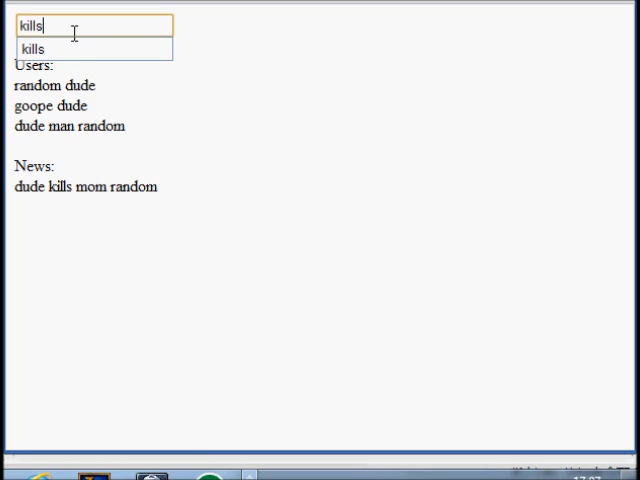 kills
kills
Users:
random dude
goope dude
dude man random
News:
dude kills mom random